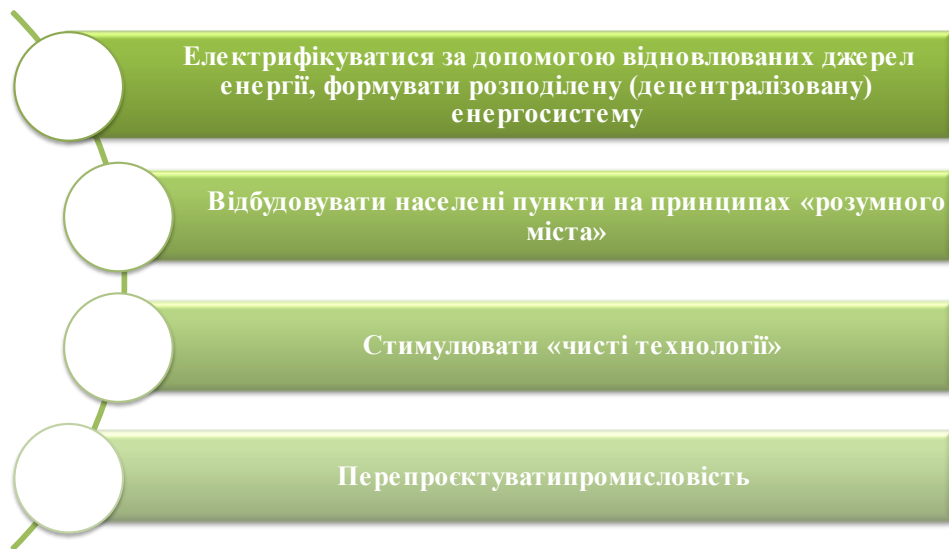 Електрифікуватися за допомогою відновлюваних джерел
енергії, формувати розподілену (децентралізовану)
енергосистему
Відбудовувати населені пункти на принципах «розумного
міста»
Стимулювати «чисті технології»
Перепроєктуватипромисловість